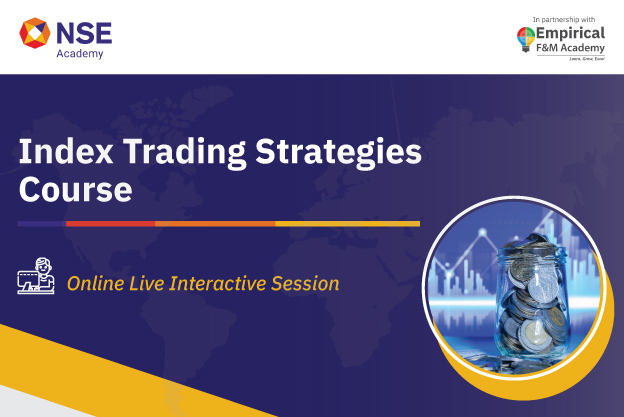 NSE
Academy
In partnership with
Empirical
F&M Academy
Learn, Grow, Excel
Index Trading Strategies
Course
Online Live Interactive Session